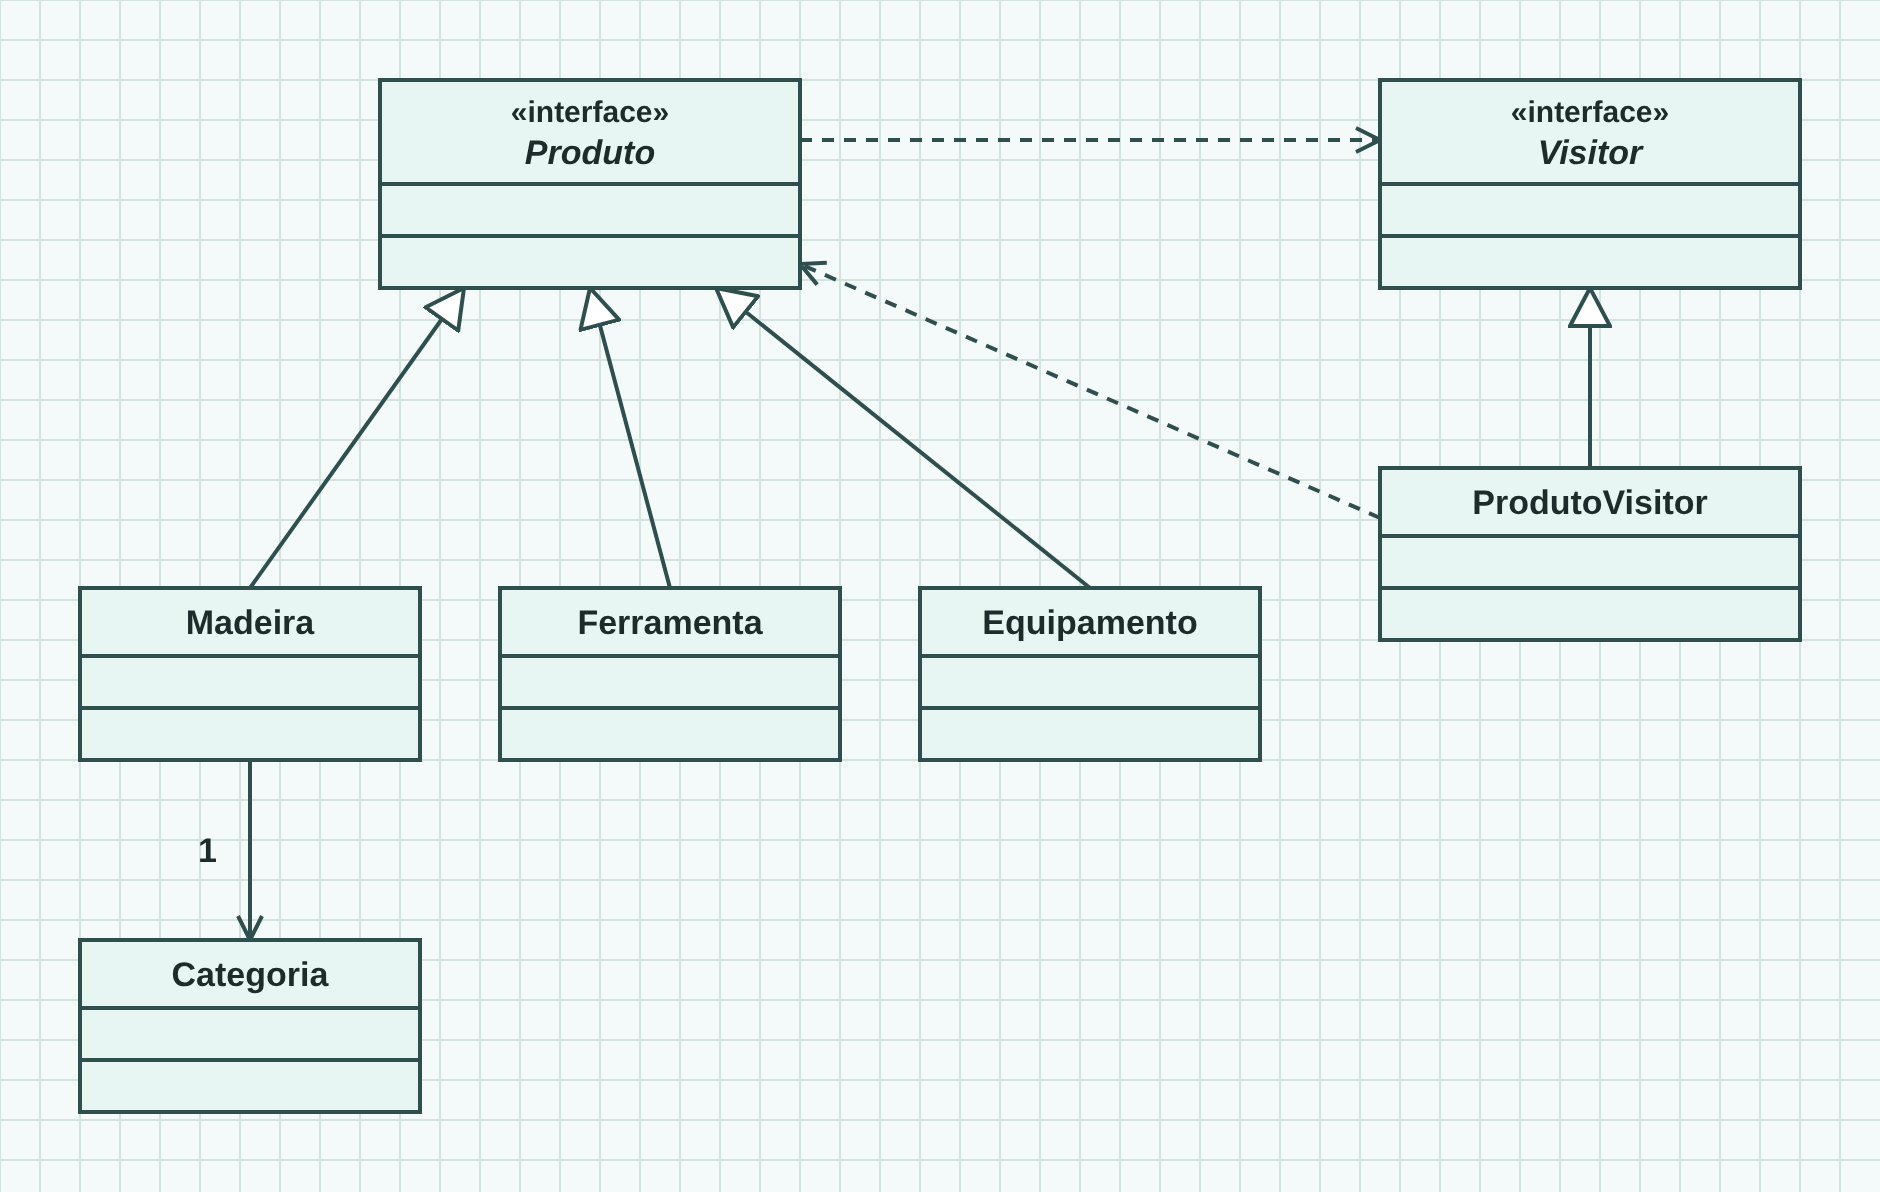 «interface»
Produto
«interface»
Visitor
ProdutoVisitor
Madeira
Ferramenta
Equipamento
1
Categoria